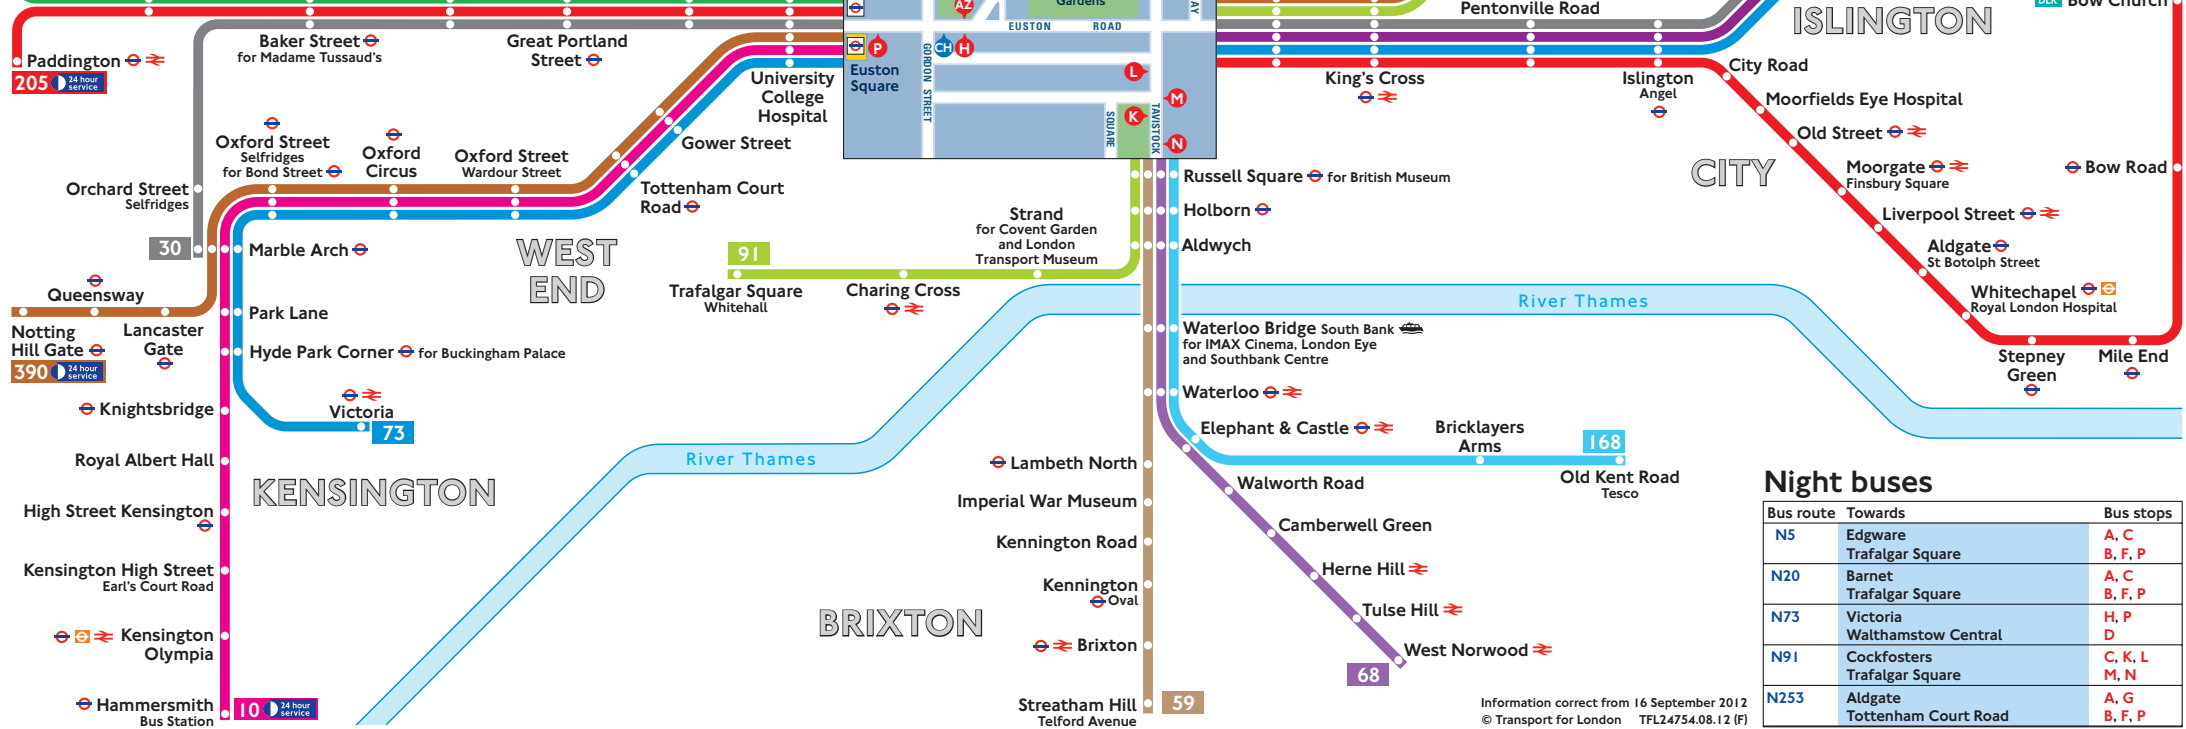 Pentonville Road
ISLINGTON
DLR Bow Church
Paddington
205 24 hour service
Baker Street
for Madame Tussaud's
Great Portland
Street
University
College
Hospital
Gower Street
P
CH
H
AZ
Gardens
WAY
EUSTON ROAD
Euston
Square
GORDON STREET
L
M
K
N
SQUARE
TAVISTOCK
King's Cross
Islington
Angel
City Road
Moorfields Eye Hospital
Old Street
Moorgate
Finsbury Square
Liverpool Street
Aldgate
St Botolph Street
Whitechapel
Royal London Hospital
Stepney
Green
Mile End
Bow Road
CITY
Oxford Street
Selfridges
for Bond Street
Oxford
Circus
Oxford Street
Wardour Street
Tottenham Court
Road
Orchard Street
Selfridges
30
Marble Arch
WEST
END
Queensway
Notting
Hill Gate
390 24 hour service
Lancaster
Gate
Park Lane
Hyde Park Corner for Buckingham Palace
Knightsbridge
Victoria
73
Royal Albert Hall
KENSINGTON
High Street Kensington
Kensington High Street
Earl's Court Road
Kensington
Olympia
Hammersmith
Bus Station
10 24 hour service
91
Trafalgar Square
Whitehall
Charing Cross
Strand
for Covent Garden
and London
Transport Museum
Russell Square for British Museum
Holborn
Aldwych
River Thames
River Thames
Waterloo Bridge South Bank
for IMAX Cinema, London Eye
and Southbank Centre
Waterloo
Elephant & Castle
Bricklayers
Arms
168
Old Kent Road
Tesco
Lambeth North
Imperial War Museum
Kennington Road
Kennington
Oval
BRIXTON
Brixton
Streatham Hill
Telford Avenue
59
Walworth Road
Camberwell Green
Herne Hill
Tulse Hill
West Norwood
68
Information correct from 16 September 2012
© Transport for London TFL24754.08.12 (F)
Night buses
Bus route Towards Bus stops
N5 Edgware A, C
Trafalgar Square B, F, P
N20 Barnet A, C
Trafalgar Square B, F, P
N73 Victoria H, P
Walthamstow Central D
N91 Cockfosters C, K, L
Trafalgar Square M, N
N253 Aldgate A, G
Tottenham Court Road B, F, P